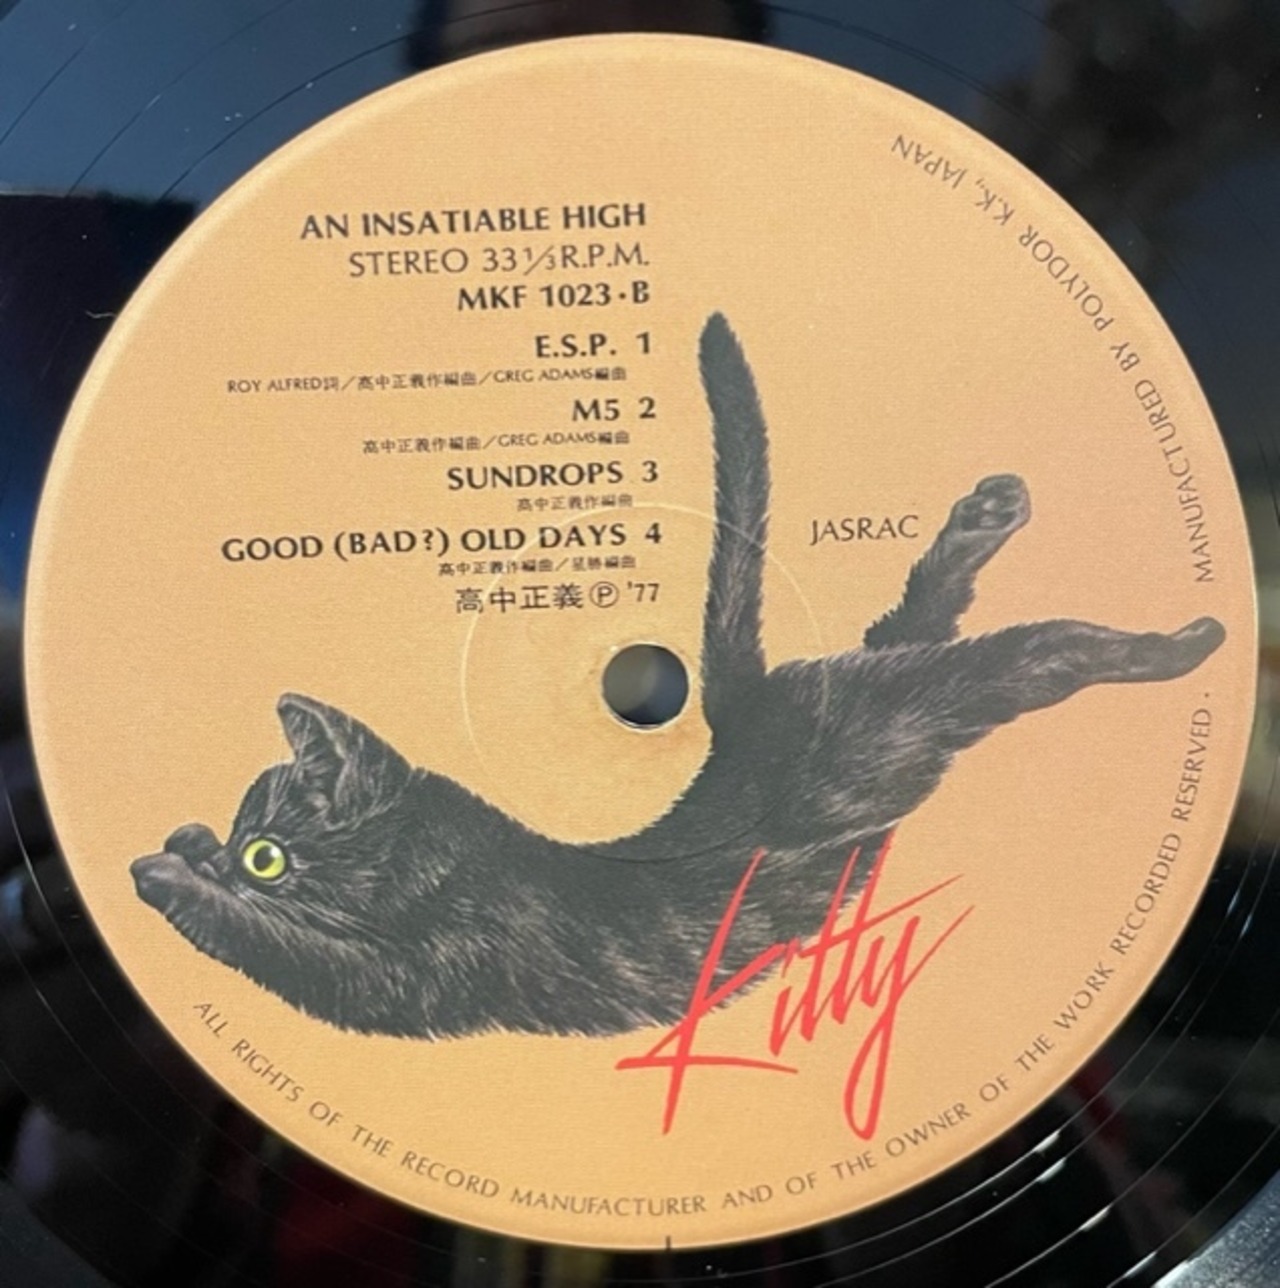 AN INSATIABLE HIGH
STEREO 33⅓R.P.M.
MKF 1023·B
E.S.P. 1
ROY ALFRED詞/高中正義作編曲/GREG ADAMS編曲
M5 2
高中正義作編曲/GREG ADAMS編曲
SUNDROPS 3
高中正義作編曲
GOOD (BAD?) OLD DAYS 4
高中正義作編曲/星勝編曲
高中正義Ⓟ'77
JASRAC
Kitty
ALL RIGHTS OF THE RECORD MANUFACTURER AND OF THE OWNER OF THE WORK RECORDED RESERVED · MANUFACTURED BY POLYDOR K.K., JAPAN